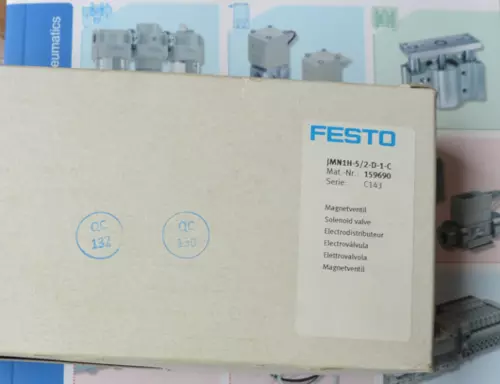 pneumatics
FESTO
JMN1H-5/2-D-1-C
Mat.-Nr.: 159690
Serie: C143
Magnetventil
Solenoid valve
Electrodistributeur
Electroválvula
Elettrovalvola
Magnetventil
QC
132
QC